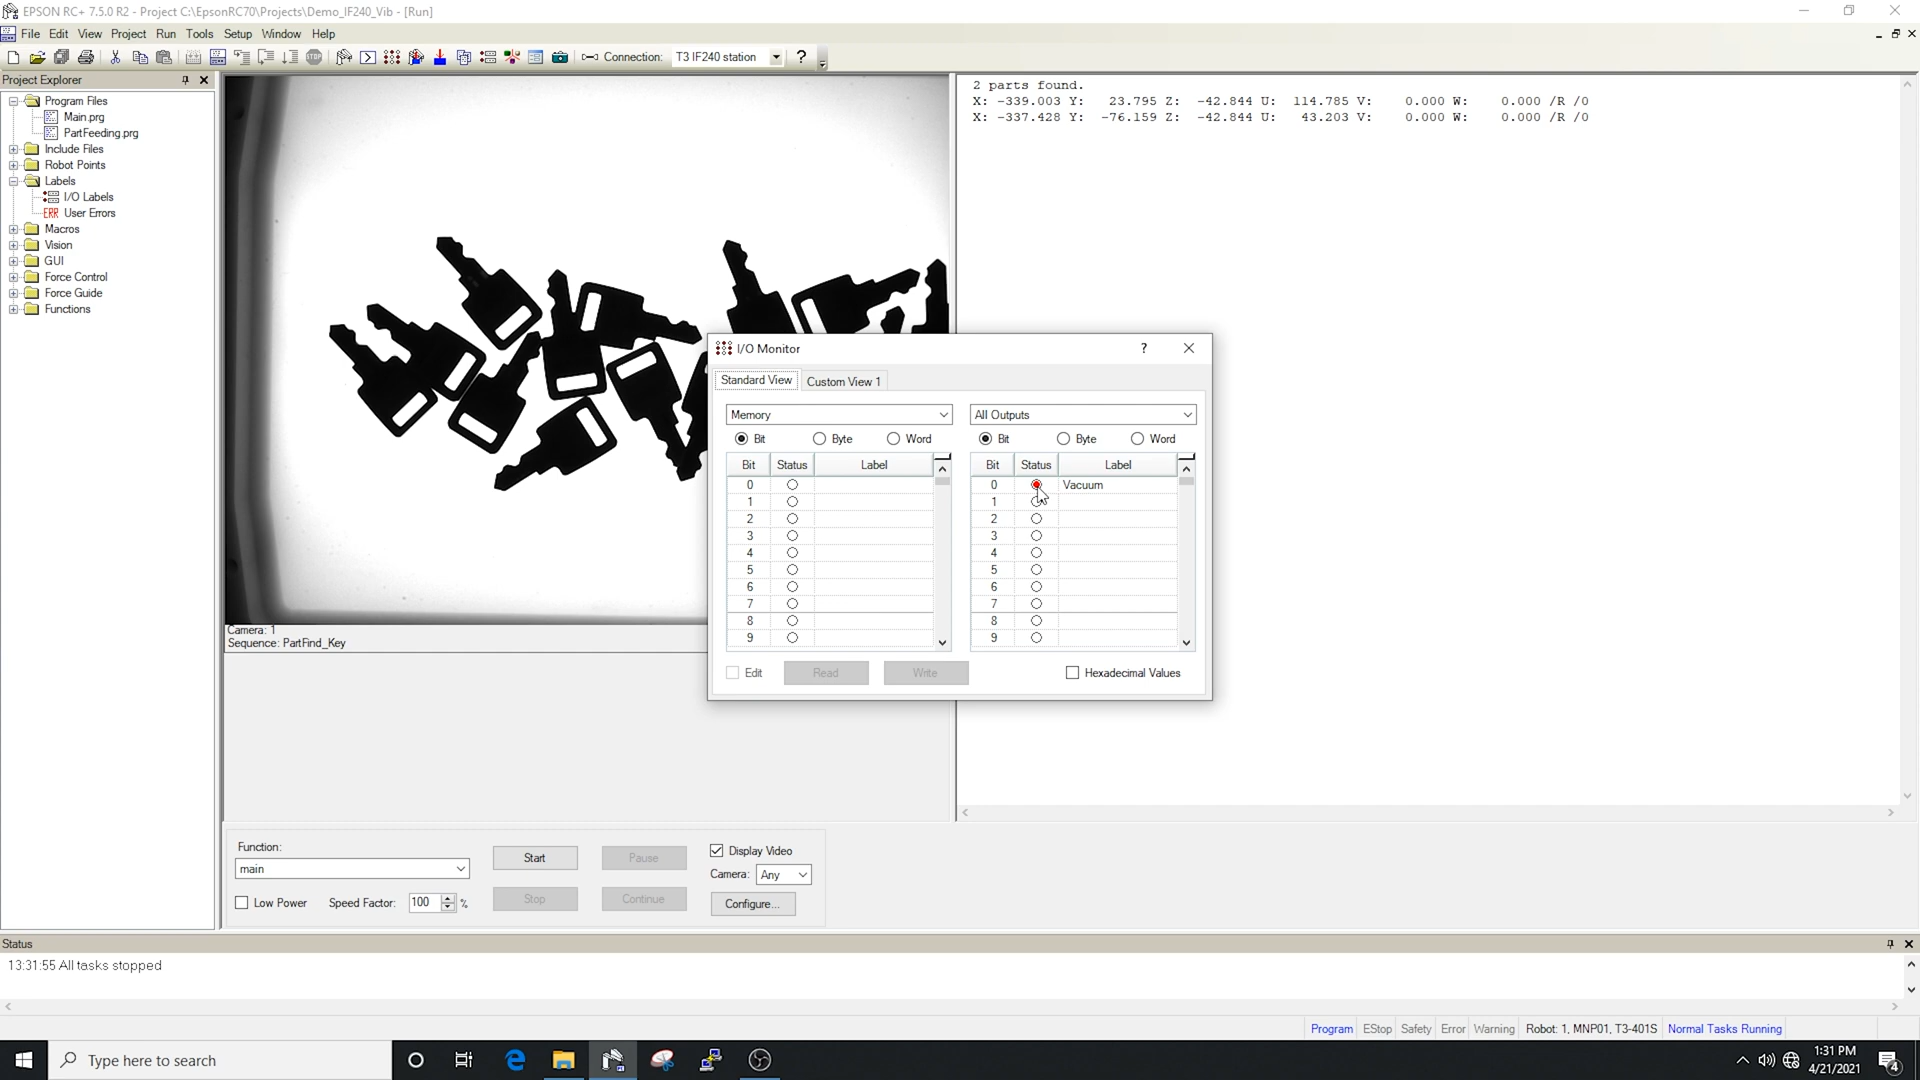 EPSON RC+ 7.5.0 R2 - Project C:\EpsonRC70\Projects\Demo_IF240_Vib - [Run]
File Edit View Project Run Tools Setup Window Help
Connection: T3 IF240 station
Project Explorer
Program Files
Main.prg
PartFeeding.prg
Include Files
Robot Points
Labels
I/O Labels
ERR User Errors
Macros
Vision
GUI
Force Control
Force Guide
Functions
Camera: 1
Sequence: PartFind_Key
2 parts found.
X: -339.003 Y: 23.795 Z: -42.844 U: 114.785 V: 0.000 W: 0.000 /R /0
X: -337.428 Y: -76.159 Z: -42.844 U: 43.203 V: 0.000 W: 0.000 /R /0
I/O Monitor
Standard View Custom View 1
Memory All Outputs
Bit Byte Word Bit Byte Word
Bit Status Label Bit Status Label
0 0 Vacuum
1 1
2 2
3 3
4 4
5 5
6 6
7 7
8 8
9 9
Edit Read Write Hexadecimal Values
Function:
main
Start Pause
Stop Continue
Low Power Speed Factor: 100 %
Display Video
Camera: Any
Configure...
Status
13:31:55 All tasks stopped
Program EStop Safety Error Warning Robot: 1, MNP01, T3-401S Normal Tasks Running
Type here to search
1:31 PM
4/21/2021
4